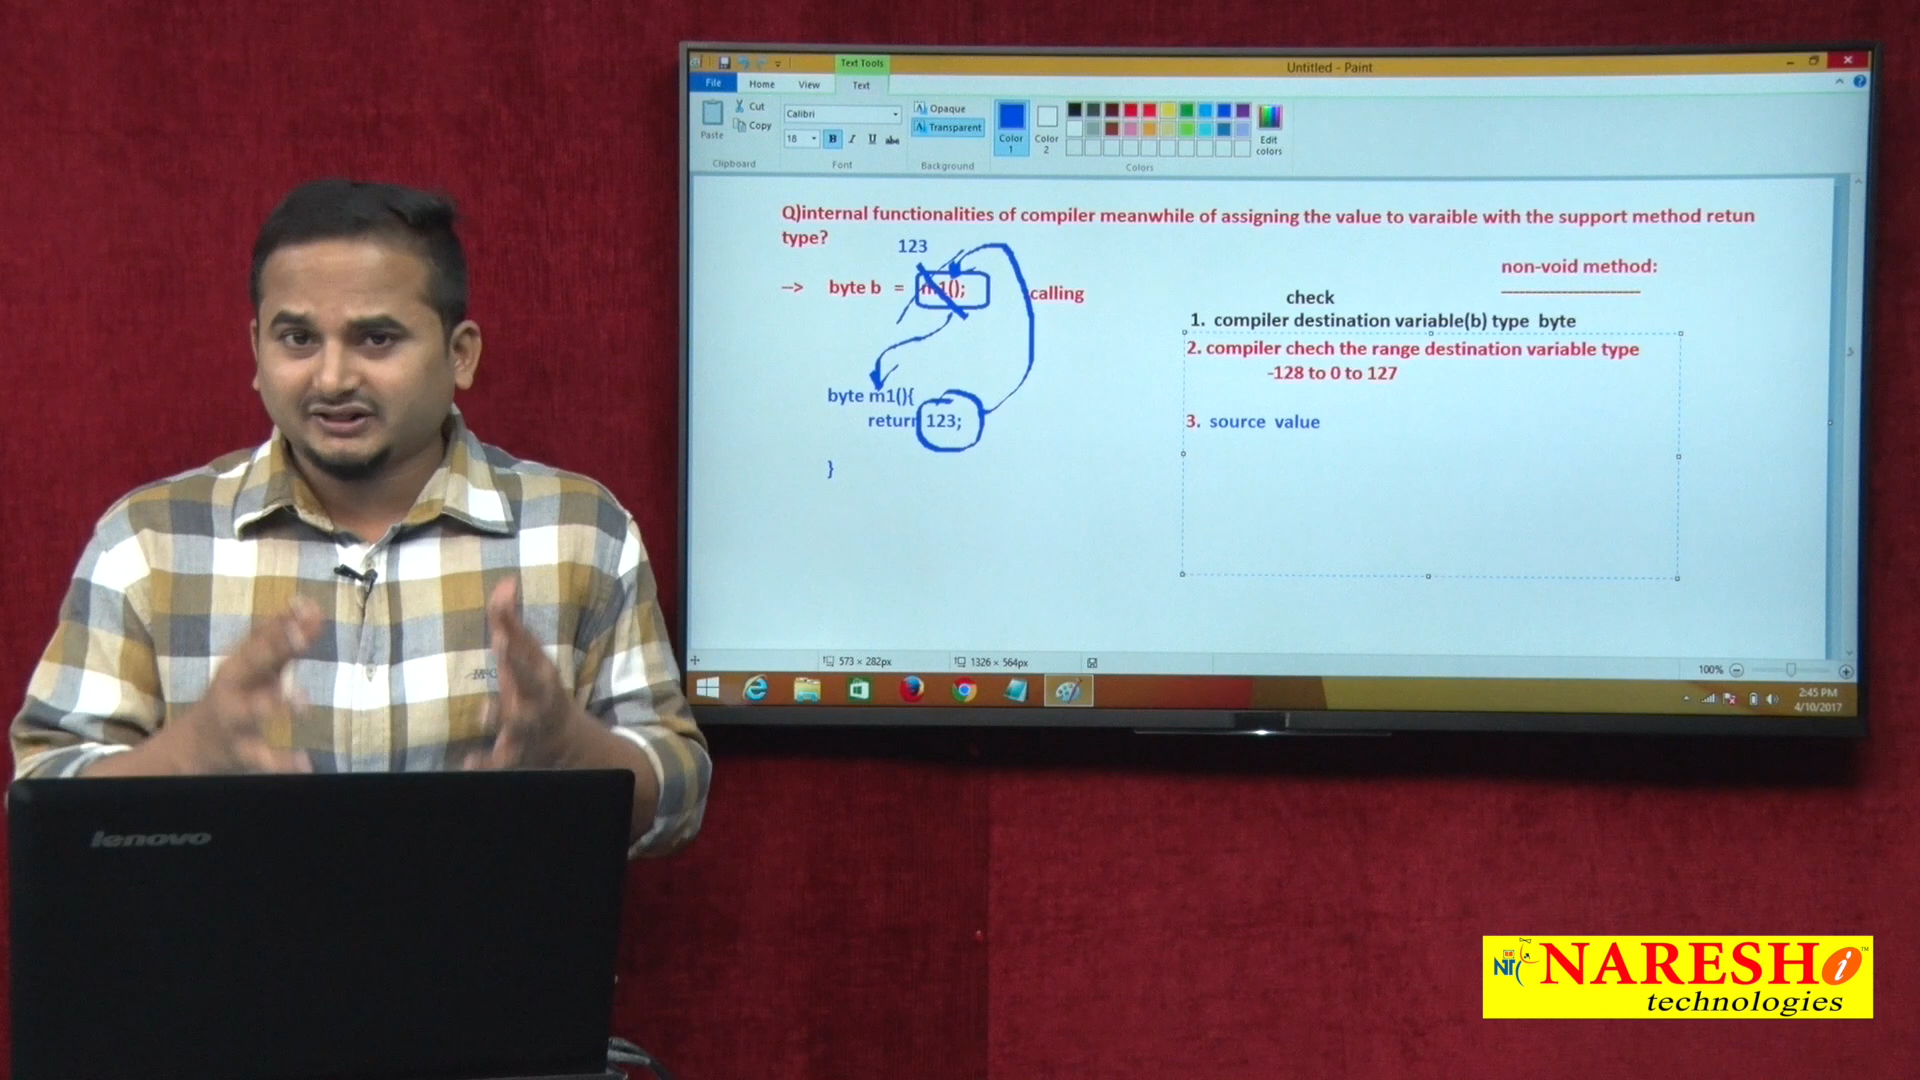 Text Tools
Untitled - Paint
File
Home
View
Text
Paste
Cut
Copy
Clipboard
Calibri
18
B I U abc
Font
A Opaque
A Transparent
Background
Color 1
Color 2
Edit colors
Colors
Q)internal functionalities of compiler meanwhile of assigning the value to varaible with the support method retun
type?
123
--> byte b = m1();
calling
byte m1(){
return 123;
}
non-void method:
check
1. compiler destination variable(b) type byte
2. compiler chech the range destination variable type
-128 to 0 to 127
3. source value
573 × 282px
1326 × 564px
100%
2:45 PM
4/10/2017
lenovo
NT
NARESH i ™
technologies